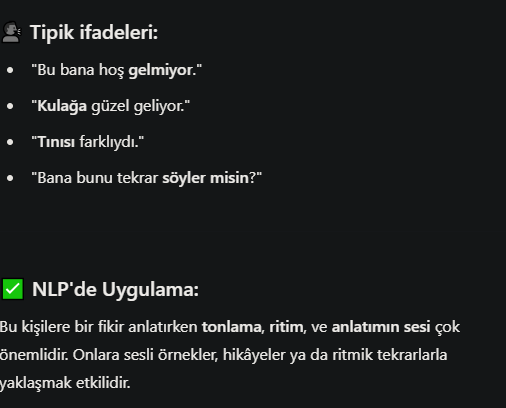 Tipik ifadeleri:
• "Bu bana hoş gelmiyor."
• "Kulağa güzel geliyor."
• "Tınısı farklıydı."
• "Bana bunu tekrar söyler misin?"
NLP'de Uygulama:
Bu kişilere bir fikir anlatırken tonlama, ritim, ve anlatımın sesi çok
önemlidir. Onlara sesli örnekler, hikâyeler ya da ritmik tekrarlarla
yaklaşmak etkilidir.